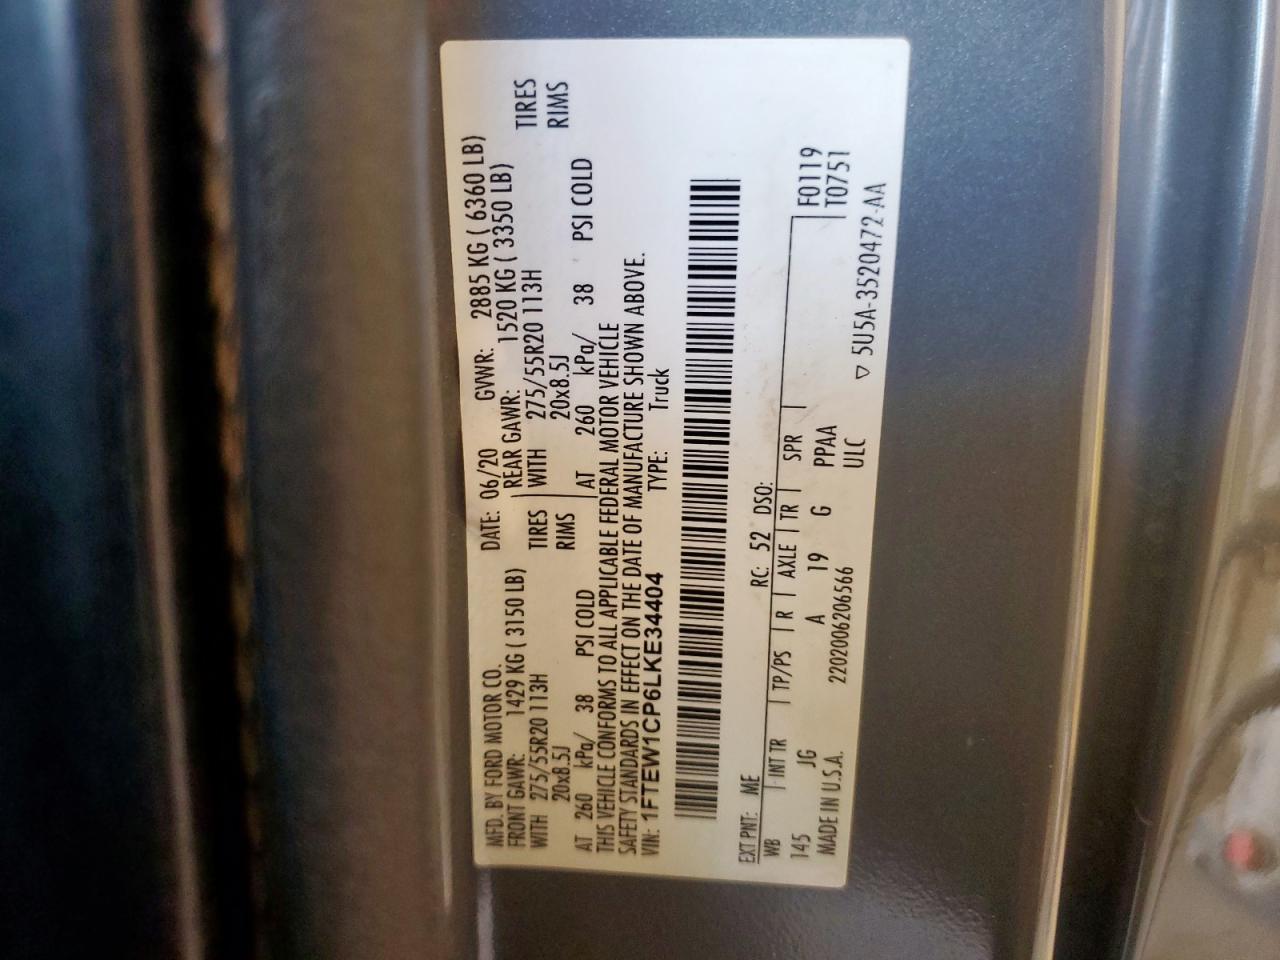 MFD. BY FORD MOTOR CO. DATE: 06/20 GVWR: 2885 KG ( 6360 LB)
FRONT GAWR: 1429 KG ( 3150 LB) REAR GAWR: 1520 KG ( 3350 LB)
WITH 275/55R20 113H TIRES WITH 275/55R20 113H TIRES
20x8.5J RIMS 20x8.5J RIMS
AT 260 kPa/ 38 PSI COLD AT 260 kPa/ 38 PSI COLD
THIS VEHICLE CONFORMS TO ALL APPLICABLE FEDERAL MOTOR VEHICLE
SAFETY STANDARDS IN EFFECT ON THE DATE OF MANUFACTURE SHOWN ABOVE.
VIN: 1FTEW1CP6LKE34404 TYPE: Truck
EXT PNT: ME RC: 52 DSO:
WB INT TR TP/PS R AXLE TR SPR F0119
145 JG A 19 G PPAA T0751
MADE IN U.S.A. 2202006206566 ULC
▽ 5U5A-3520472-AA